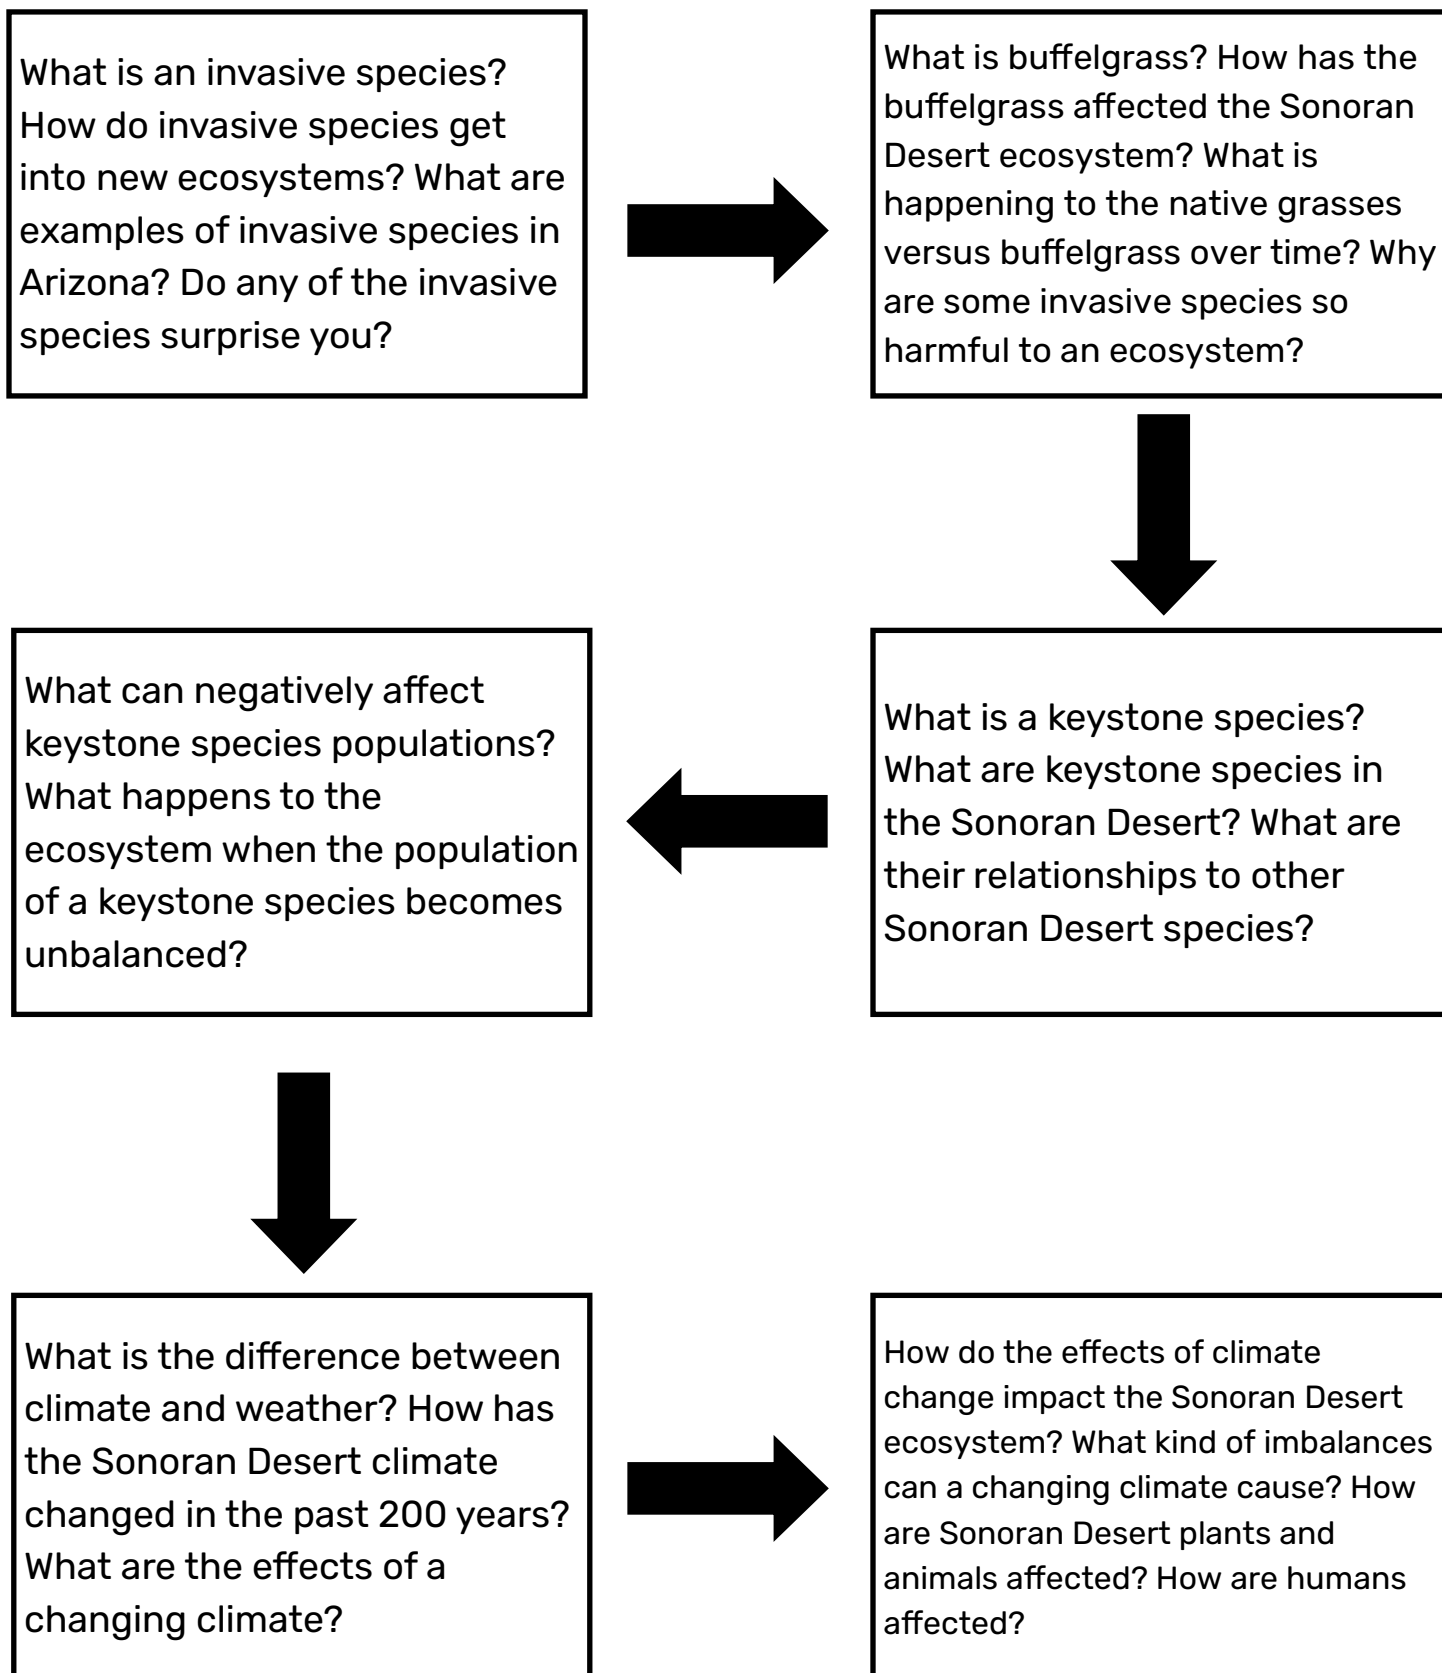 What is an invasive species?
How do invasive species get
into new ecosystems? What are
examples of invasive species in
Arizona? Do any of the invasive
species surprise you?
What is buffelgrass? How has the
buffelgrass affected the Sonoran
Desert ecosystem? What is
happening to the native grasses
versus buffelgrass over time? Why
are some invasive species so
harmful to an ecosystem?
What is a keystone species?
What are keystone species in
the Sonoran Desert? What are
their relationships to other
Sonoran Desert species?
What can negatively affect
keystone species populations?
What happens to the
ecosystem when the population
of a keystone species becomes
unbalanced?
What is the difference between
climate and weather? How has
the Sonoran Desert climate
changed in the past 200 years?
What are the effects of a
changing climate?
How do the effects of climate
change impact the Sonoran Desert
ecosystem? What kind of imbalances
can a changing climate cause? How
are Sonoran Desert plants and
animals affected? How are humans
affected?